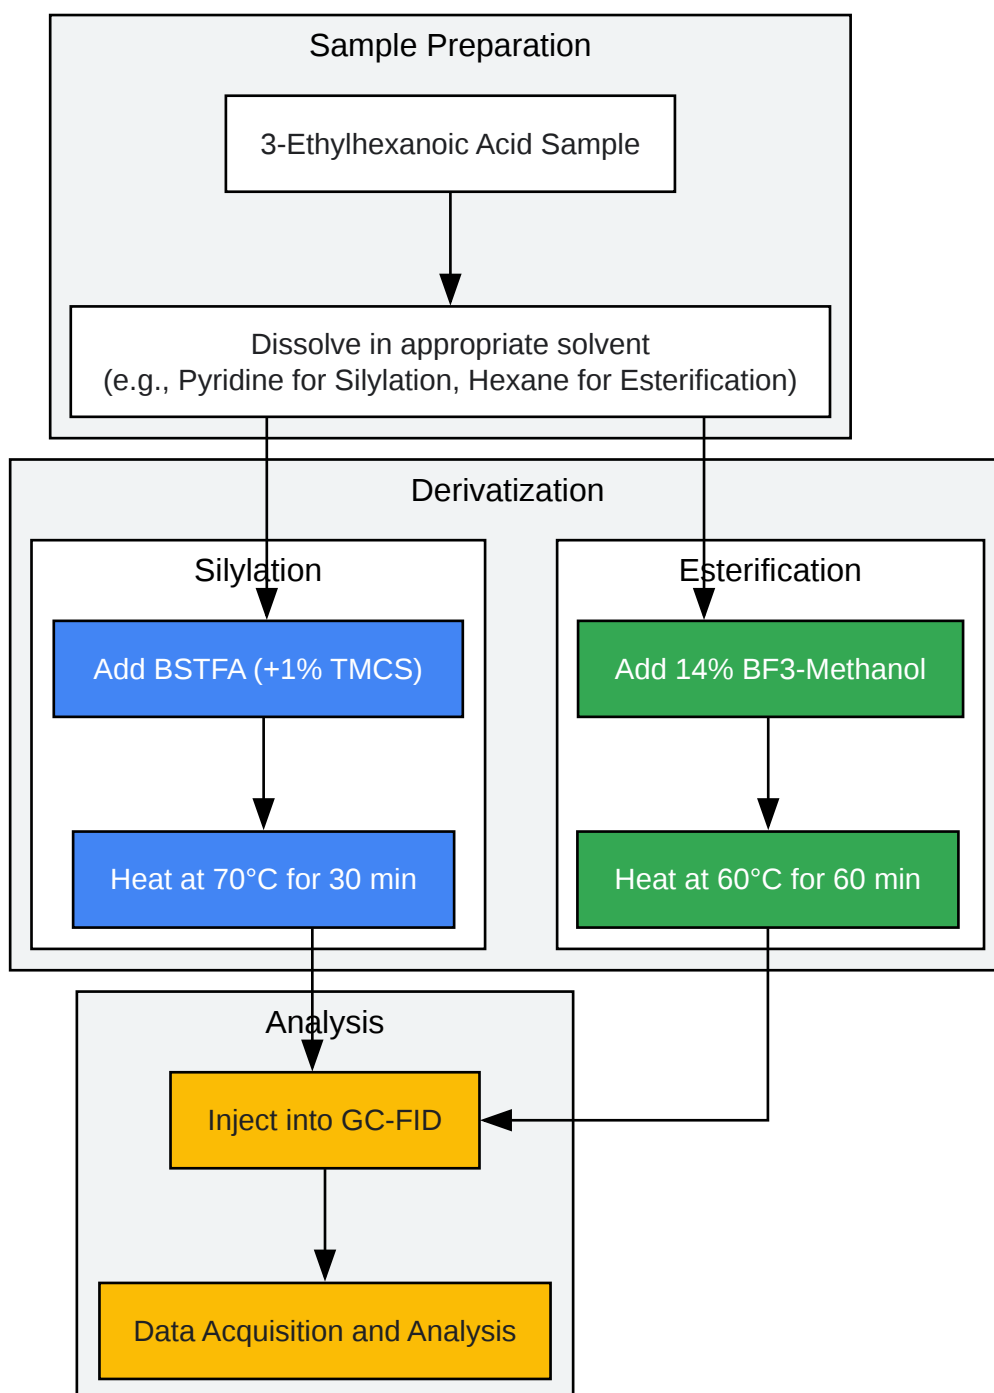 Sample Preparation
3-Ethylhexanoic Acid Sample
Dissolve in appropriate solvent
(e.g., Pyridine for Silylation, Hexane for Esterification)
Derivatization
Silylation
Add BSTFA (+1% TMCS)
Heat at 70°C for 30 min
Esterification
Add 14% BF3-Methanol
Heat at 60°C for 60 min
Analysis
Inject into GC-FID
Data Acquisition and Analysis